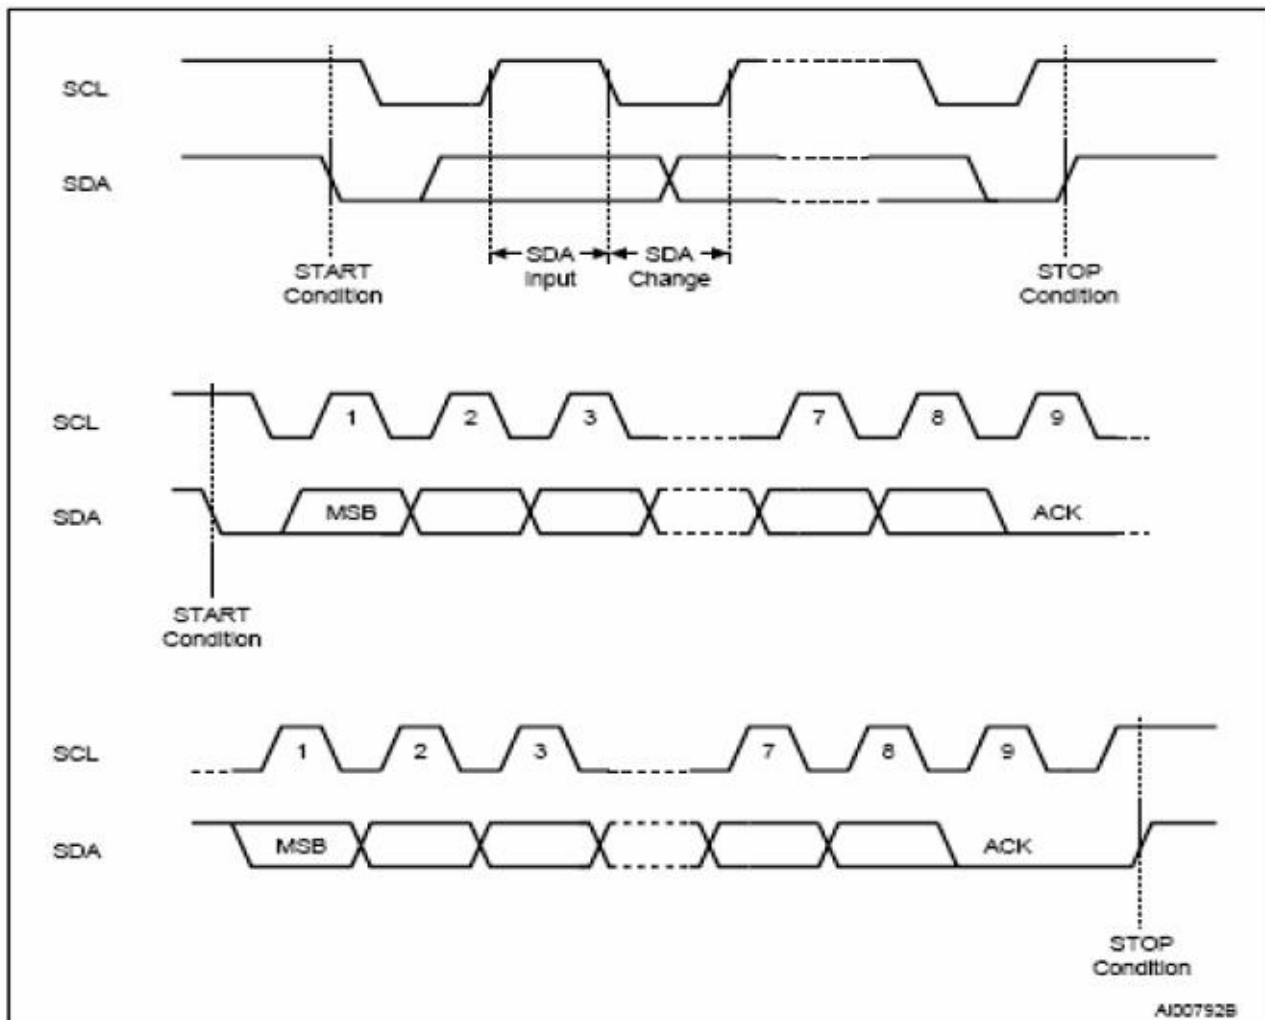 SCL
SDA
SDA
Input
SDA
Change
START
Condition
STOP
Condition
SCL
1 2 3 7 8 9
SDA
MSB
ACK
START
Condition
SCL
1 2 3 7 8 9
SDA
MSB
ACK
STOP
Condition
AI00792B